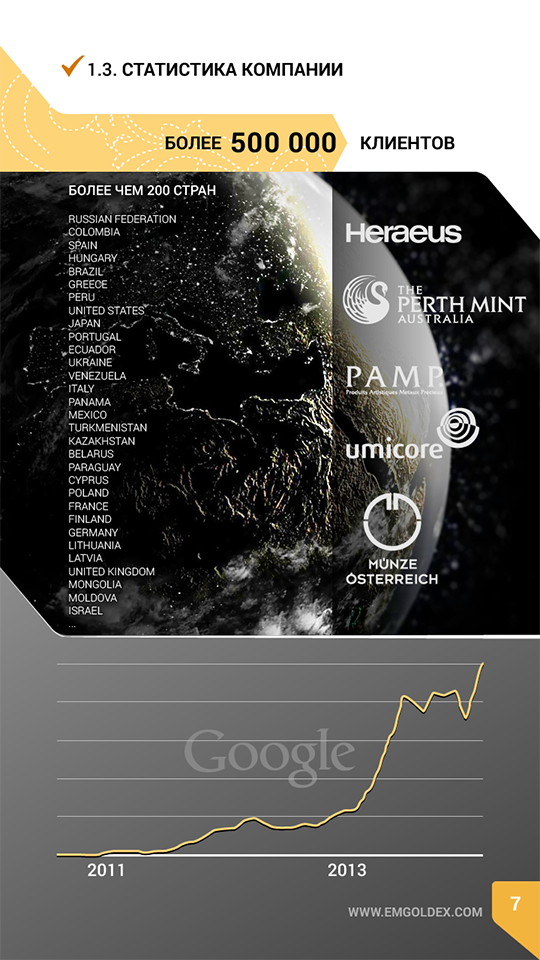 1.3. СТАТИСТИКА КОМПАНИИ
БОЛЕЕ 500 000 КЛИЕНТОВ
БОЛЕЕ ЧЕМ 200 СТРАН
RUSSIAN FEDERATION
COLOMBIA
SPAIN
HUNGARY
BRAZIL
GREECE
PERU
UNITED STATES
JAPAN
PORTUGAL
ECUADOR
UKRAINE
VENEZUELA
ITALY
PANAMA
MEXICO
TURKMENISTAN
KAZAKHSTAN
BELARUS
PARAGUAY
CYPRUS
POLAND
FRANCE
FINLAND
GERMANY
LITHUANIA
LATVIA
UNITED KINGDOM
MONGOLIA
MOLDOVA
ISRAEL
...
Heraeus
THE
PERTH MINT
AUSTRALIA
PAMP
Produits Artistiques Métaux Précieux
umicore
MÜNZE
ÖSTERREICH
Google
2011 2013
WWW.EMGOLDEX.COM
7